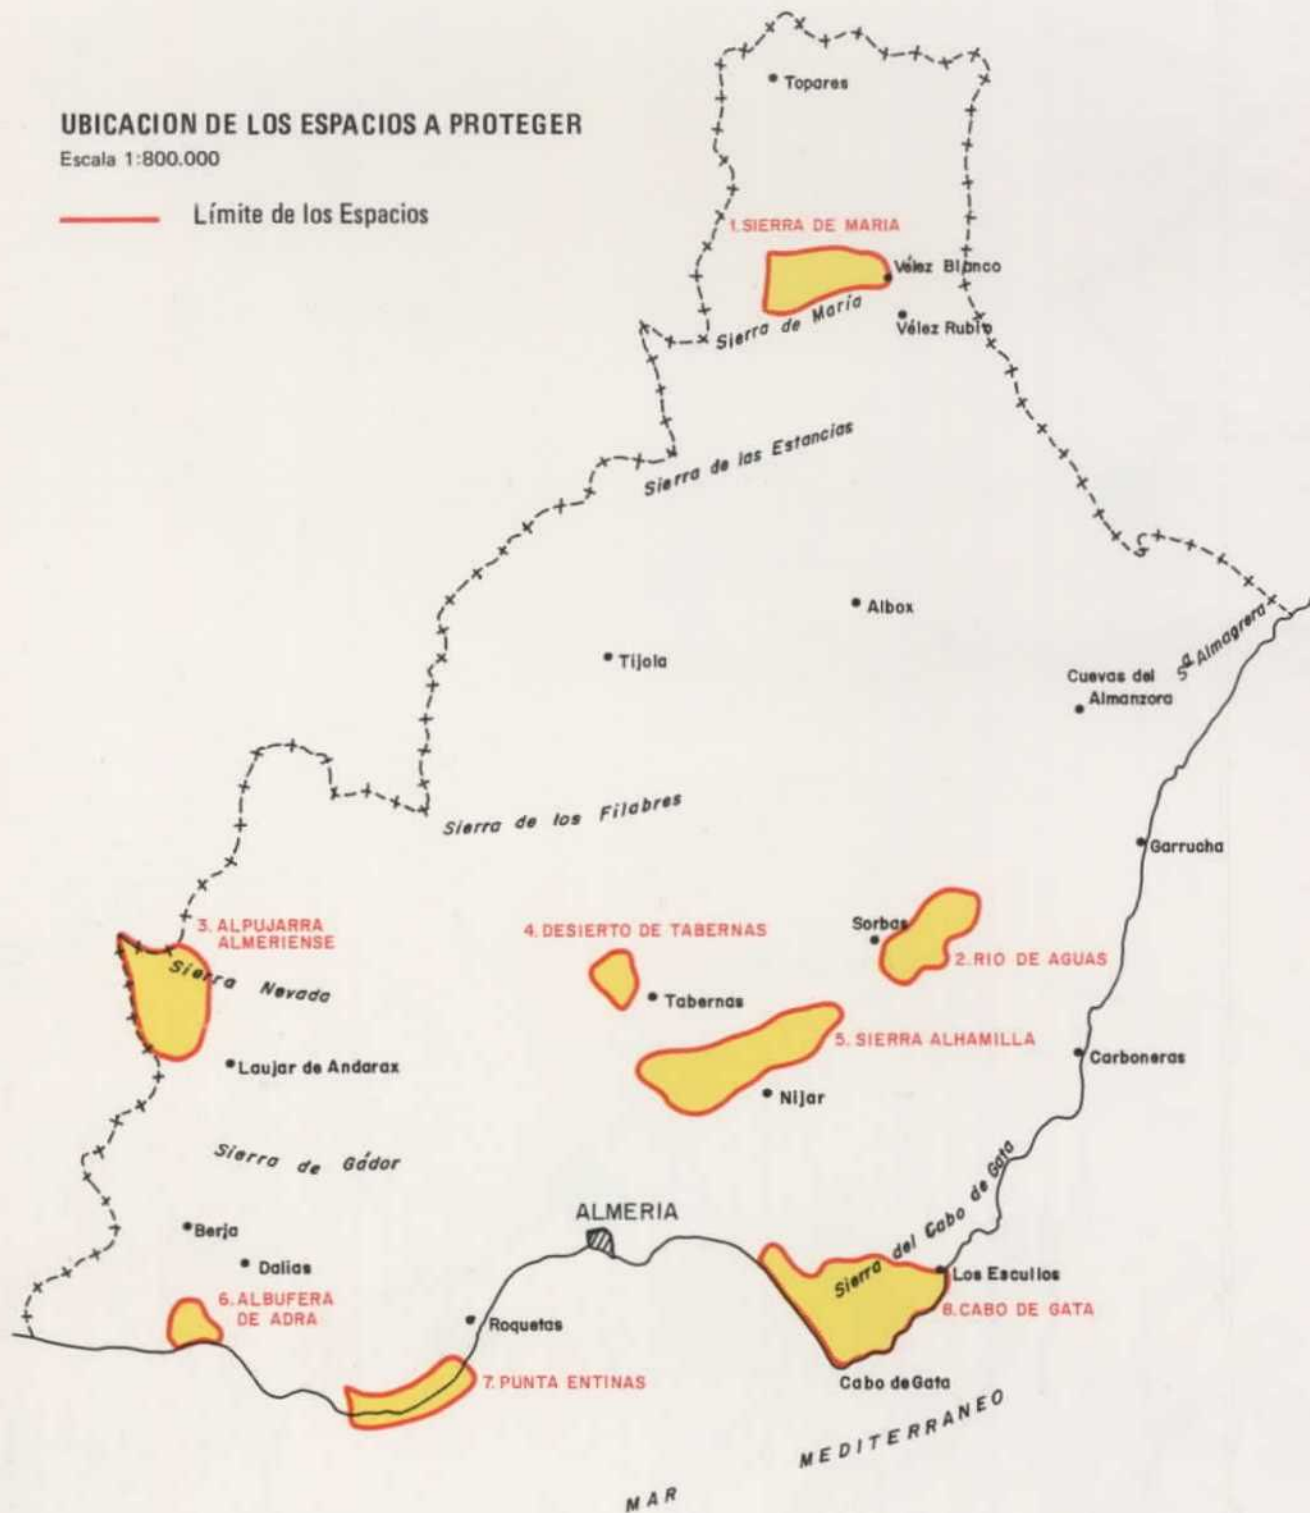 UBICACION DE LOS ESPACIOS A PROTEGER
Escala 1:800.000
Límite de los Espacios
Topares
1. SIERRA DE MARIA
Vélez Blanco
Sierra de María
Vélez Rubio
Sierra de las Estancias
Albox
Tíjola
Sª Almagrera
Cuevas del
Almanzora
Sierra de los Filabres
Garrucha
3. ALPUJARRA
ALMERIENSE
4. DESIERTO DE TABERNAS
Sorbas
2. RIO DE AGUAS
Sierra Nevada
Tabernas
5. SIERRA ALHAMILLA
Laujar de Andarax
Carboneras
Nijar
Sierra de Gádor
Sierra del Cabo de Gata
ALMERIA
Berja
Dalias
Los Escullos
6. ALBUFERA
DE ADRA
8. CABO DE GATA
Roquetas
7. PUNTA ENTINAS
Cabo de Gata
MAR MEDITERRANEO